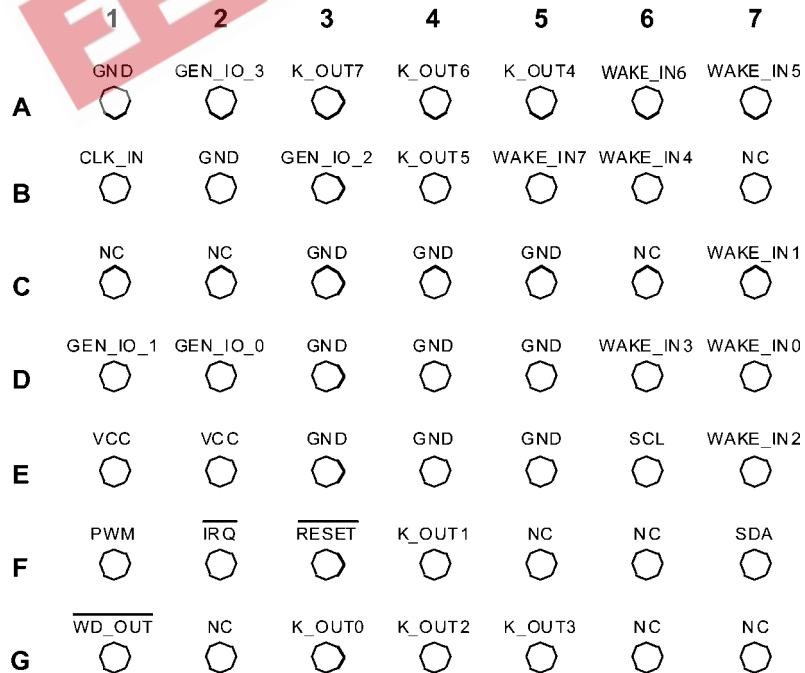 1 2 3 4 5 6 7
GND GEN_IO_3 K_OUT7 K_OUT6 K_OUT4 WAKE_IN6 WAKE_IN5
A
CLK_IN GND GEN_IO_2 K_OUT5 WAKE_IN7 WAKE_IN4 NC
B
NC NC GND GND GND NC WAKE_IN1
C
GEN_IO_1 GEN_IO_0 GND GND GND WAKE_IN3 WAKE_IN0
D
VCC VCC GND GND GND SCL WAKE_IN2
E
PWM IRQ RESET K_OUT1 NC NC SDA
F
WD_OUT NC K_OUT0 K_OUT2 K_OUT3 NC NC
G